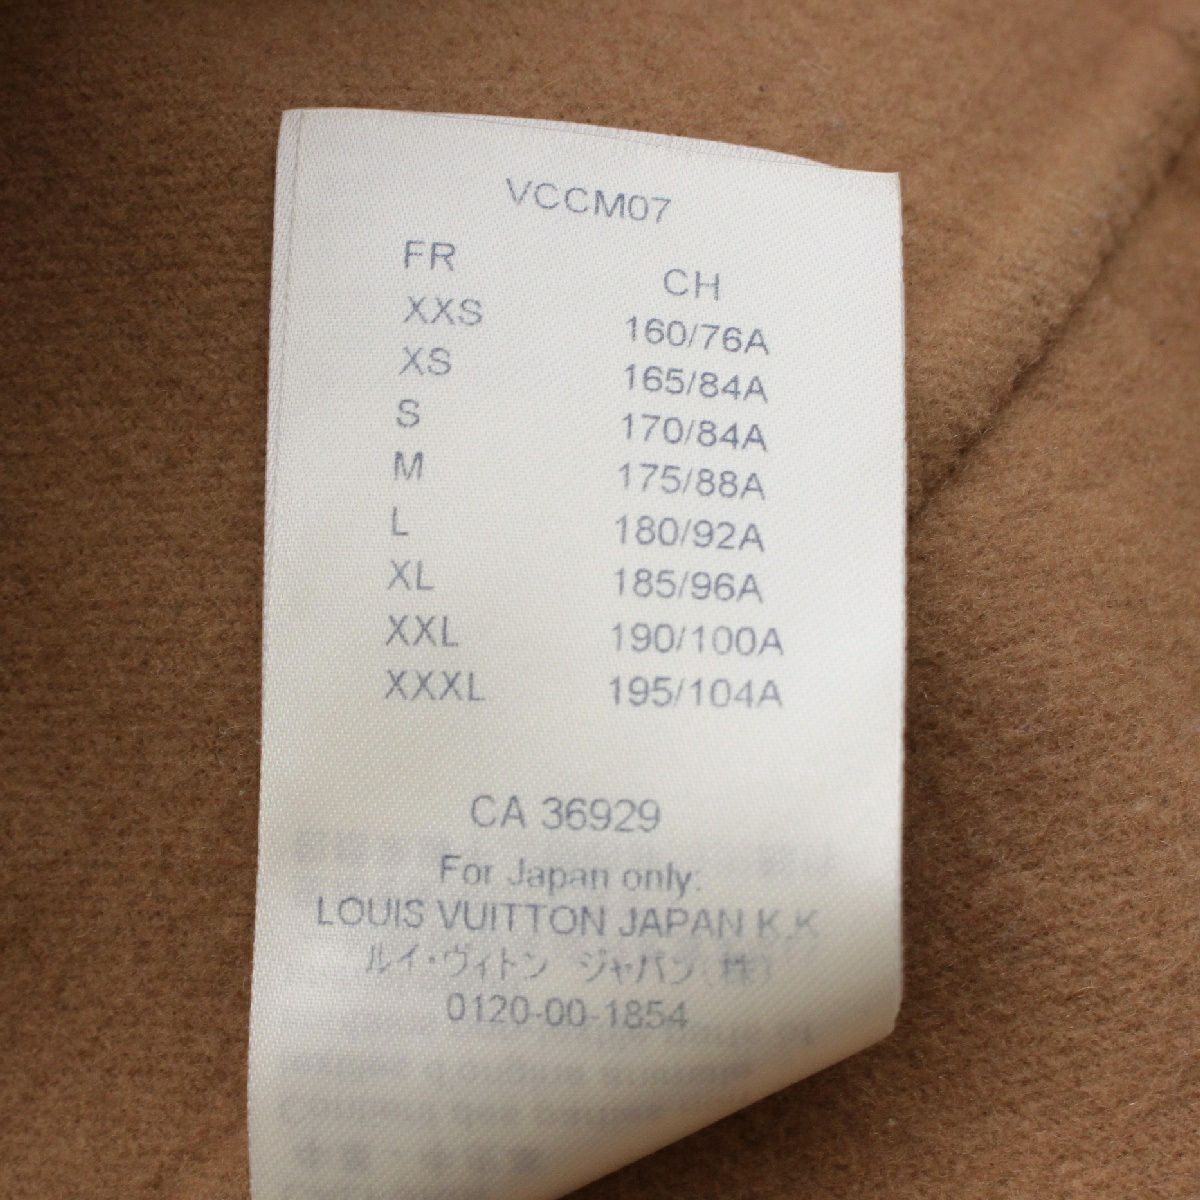 VCCM07
FR CH
XXS 160/76A
XS 165/84A
S 170/84A
M 175/88A
L 180/92A
XL 185/96A
XXL 190/100A
XXXL 195/104A
CA 36929
For Japan only:
LOUIS VUITTON JAPAN K.K
ルイ・ヴィトン ジャパン(株)
0120-00-1854